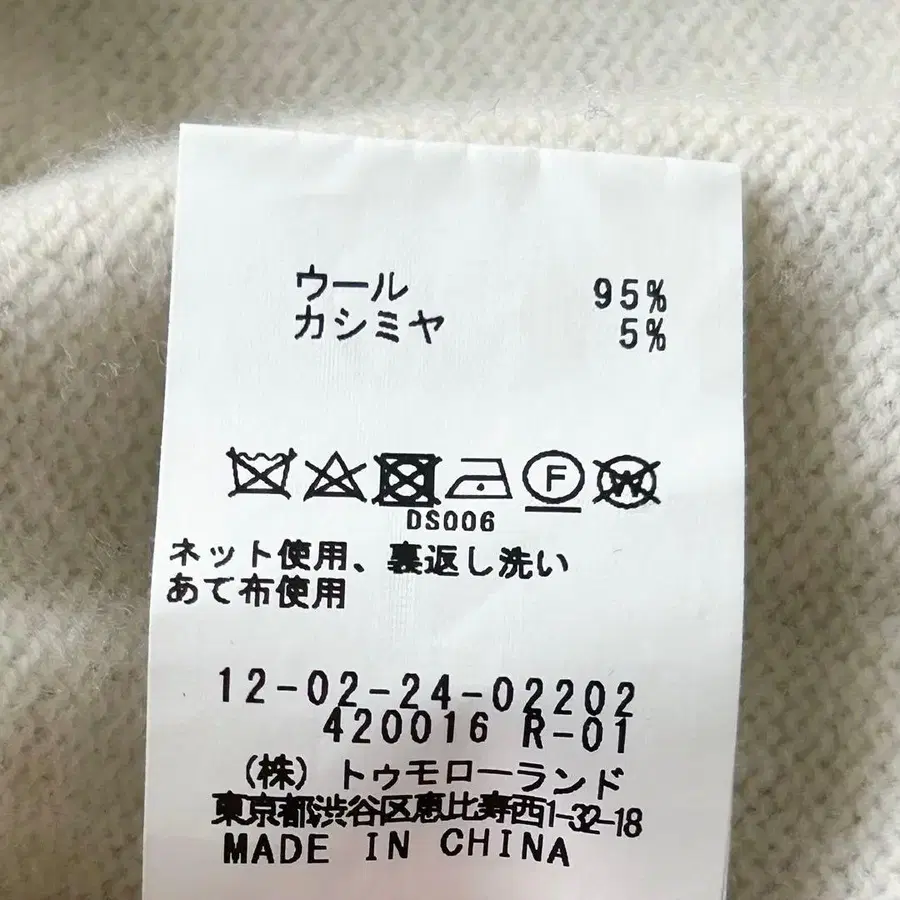 ウール 95%
カシミヤ 5%
F W
DS006
ネット使用、裏返し洗い
あて布使用
12-02-24-02202
420016 R-01
(株) トゥモローランド
東京都渋谷区恵比寿西1-32-18
MADE IN CHINA